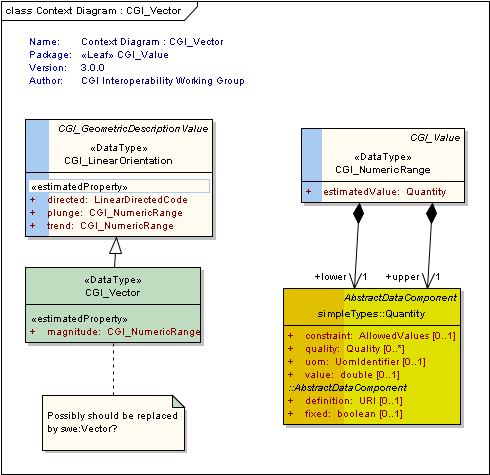 class Context Diagram : CGI_Vector
Name: Context Diagram : CGI_Vector
Package: «Leaf» CGI_Value
Version: 3.0.0
Author: CGI Interoperability Working Group
CGI_GeometricDescriptionValue
«DataType»
CGI_LinearOrientation
«estimatedProperty»
+ directed: LinearDirectedCode
+ plunge: CGI_NumericRange
+ trend: CGI_NumericRange
CGI_Value
«DataType»
CGI_NumericRange
+ estimatedValue: Quantity
«DataType»
CGI_Vector
«estimatedProperty»
+ magnitude: CGI_NumericRange
+lower 1
+upper 1
AbstractDataComponent
simpleTypes::Quantity
+ constraint: AllowedValues [0..1]
+ quality: Quality [0..*]
+ uom: UomIdentifier [0..1]
+ value: double [0..1]
::AbstractDataComponent
+ definition: URI [0..1]
+ fixed: boolean [0..1]
Possibly should be replaced
by swe:Vector?